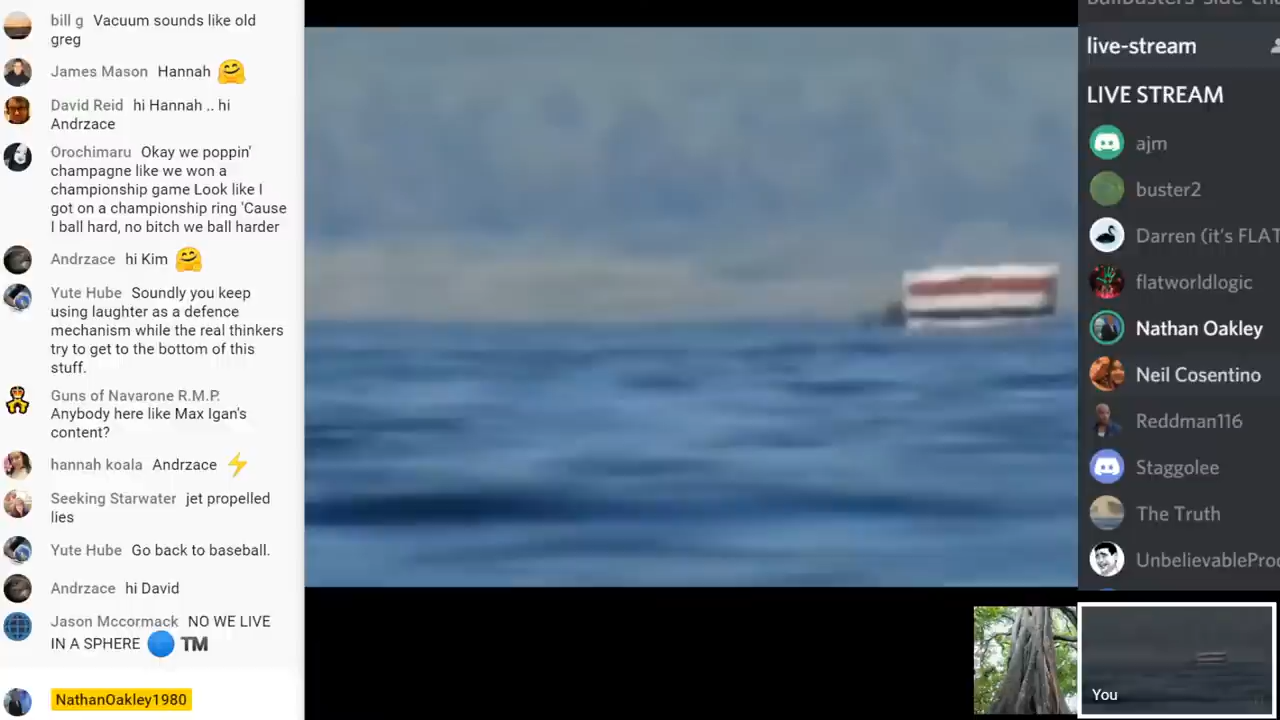 bill g Vacuum sounds like old
greg
James Mason Hannah 🤗
David Reid hi Hannah .. hi
Andrzace
Orochimaru Okay we poppin'
champagne like we won a
championship game Look like I
got on a championship ring 'Cause
I ball hard, no bitch we ball harder
Andrzace hi Kim 🤗
Yute Hube Soundly you keep
using laughter as a defence
mechanism while the real thinkers
try to get to the bottom of this
stuff.
Guns of Navarone R.M.P.
Anybody here like Max Igan's
content?
hannah koala Andrzace ⚡
Seeking Starwater jet propelled
lies
Yute Hube Go back to baseball.
Andrzace hi David
Jason Mccormack NO WE LIVE
IN A SPHERE 🔵 ™
NathanOakley1980
live-stream
LIVE STREAM
ajm
buster2
Darren (it's FLAT
flatworldlogic
Nathan Oakley
Neil Cosentino
Reddman116
Staggolee
The Truth
UnbelievablePro
You